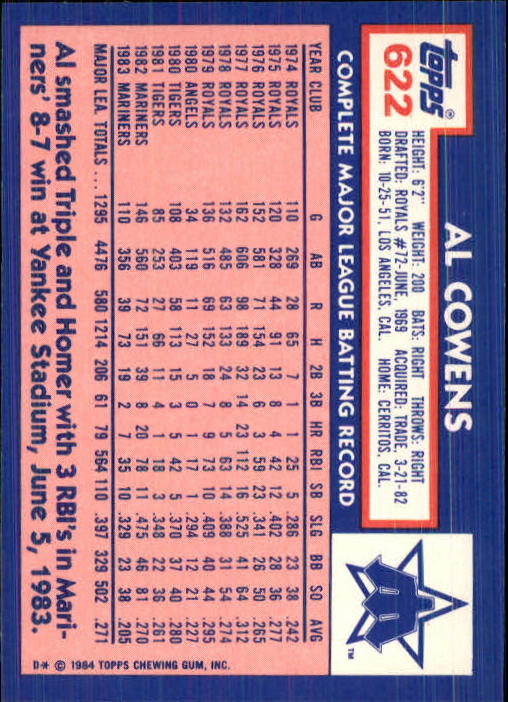 topps®
622
AL COWENS
HEIGHT: 6'2" WEIGHT: 200 BATS: RIGHT THROWS: RIGHT
DRAFTED: ROYALS #72-JUNE, 1969 ACQUIRED: TRADE, 3-21-82
BORN: 10-25-51, LOS ANGELES, CAL. HOME: CERRITOS, CAL.
COMPLETE MAJOR LEAGUE BATTING RECORD
YEAR CLUB G AB R H 2B 3B HR RBI SB SLG BB SO AVG
1974 ROYALS 110 269 28 65 7 1 1 25 5 .286 23 38 .242
1975 ROYALS 120 328 44 91 13 8 4 42 12 .402 28 36 .277
1976 ROYALS 152 581 71 154 23 6 3 59 23 .341 26 50 .265
1977 ROYALS 162 606 98 189 32 14 23 112 16 .525 41 64 .312
1978 ROYALS 132 485 63 133 24 8 5 63 14 .388 31 54 .274
1979 ROYALS 136 516 69 152 18 7 9 73 10 .409 40 44 .295
1980 ANGELS 34 119 11 27 5 0 1 17 1 .294 12 21 .227
1980 TIGERS 108 403 58 113 15 3 5 42 5 .370 37 40 .280
1981 TIGERS 85 253 27 66 11 4 1 18 3 .348 22 36 .261
1982 MARINERS 146 560 72 151 39 8 20 78 11 .475 46 81 .270
1983 MARINERS 110 356 39 73 19 2 7 35 10 .329 23 38 .205
MAJOR LEA. TOTALS ... 1295 4476 580 1214 206 61 79 564 110 .397 329 502 .271
Al smashed Triple and Homer with 3 RBI's in Mari-
ners' 8-7 win at Yankee Stadium, June 5, 1983.
D* © 1984 TOPPS CHEWING GUM, INC.
TM